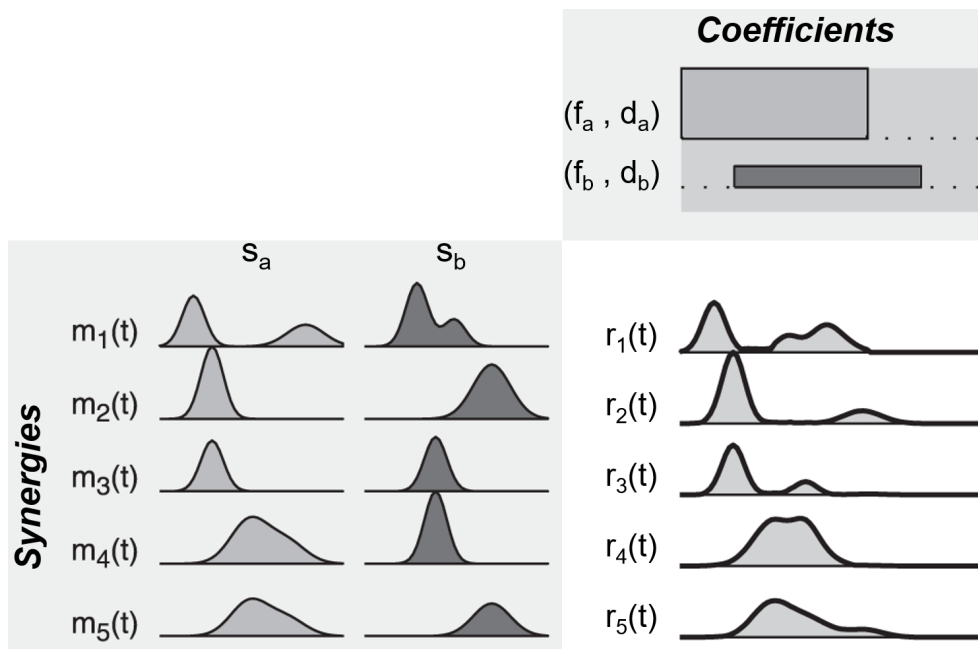 Coefficients
(fa , da)
(fb , db)
sa sb
Synergies
m1(t) r1(t)
m2(t) r2(t)
m3(t) r3(t)
m4(t) r4(t)
m5(t) r5(t)